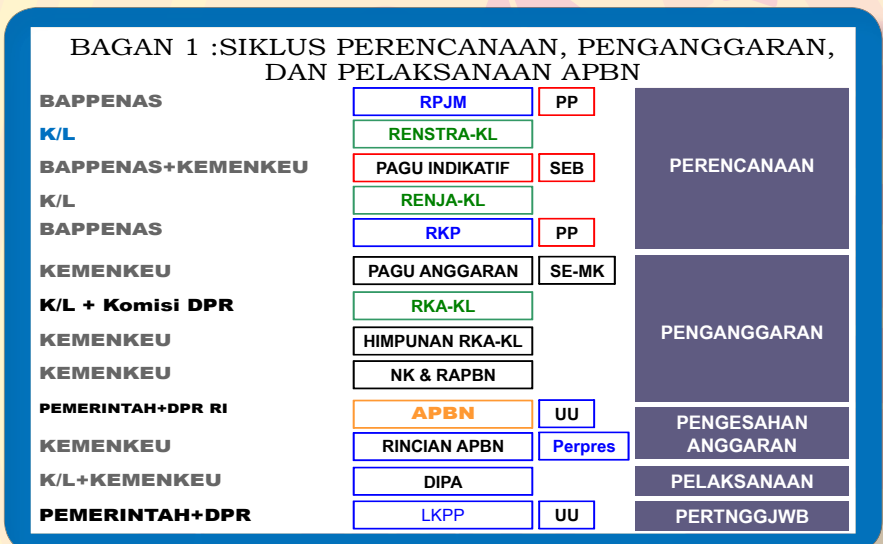 BAGAN 1 :SIKLUS PERENCANAAN, PENGANGGARAN,
DAN PELAKSANAAN APBN
BAPPENAS RPJM PP
K/L RENSTRA-KL
BAPPENAS+KEMENKEU PAGU INDIKATIF SEB PERENCANAAN
K/L RENJA-KL
BAPPENAS RKP PP
KEMENKEU PAGU ANGGARAN SE-MK
K/L + Komisi DPR RKA-KL
KEMENKEU HIMPUNAN RKA-KL PENGANGGARAN
KEMENKEU NK & RAPBN
PEMERINTAH+DPR RI APBN UU PENGESAHAN
KEMENKEU RINCIAN APBN Perpres ANGGARAN
K/L+KEMENKEU DIPA PELAKSANAAN
PEMERINTAH+DPR LKPP UU PERTNGGJWB